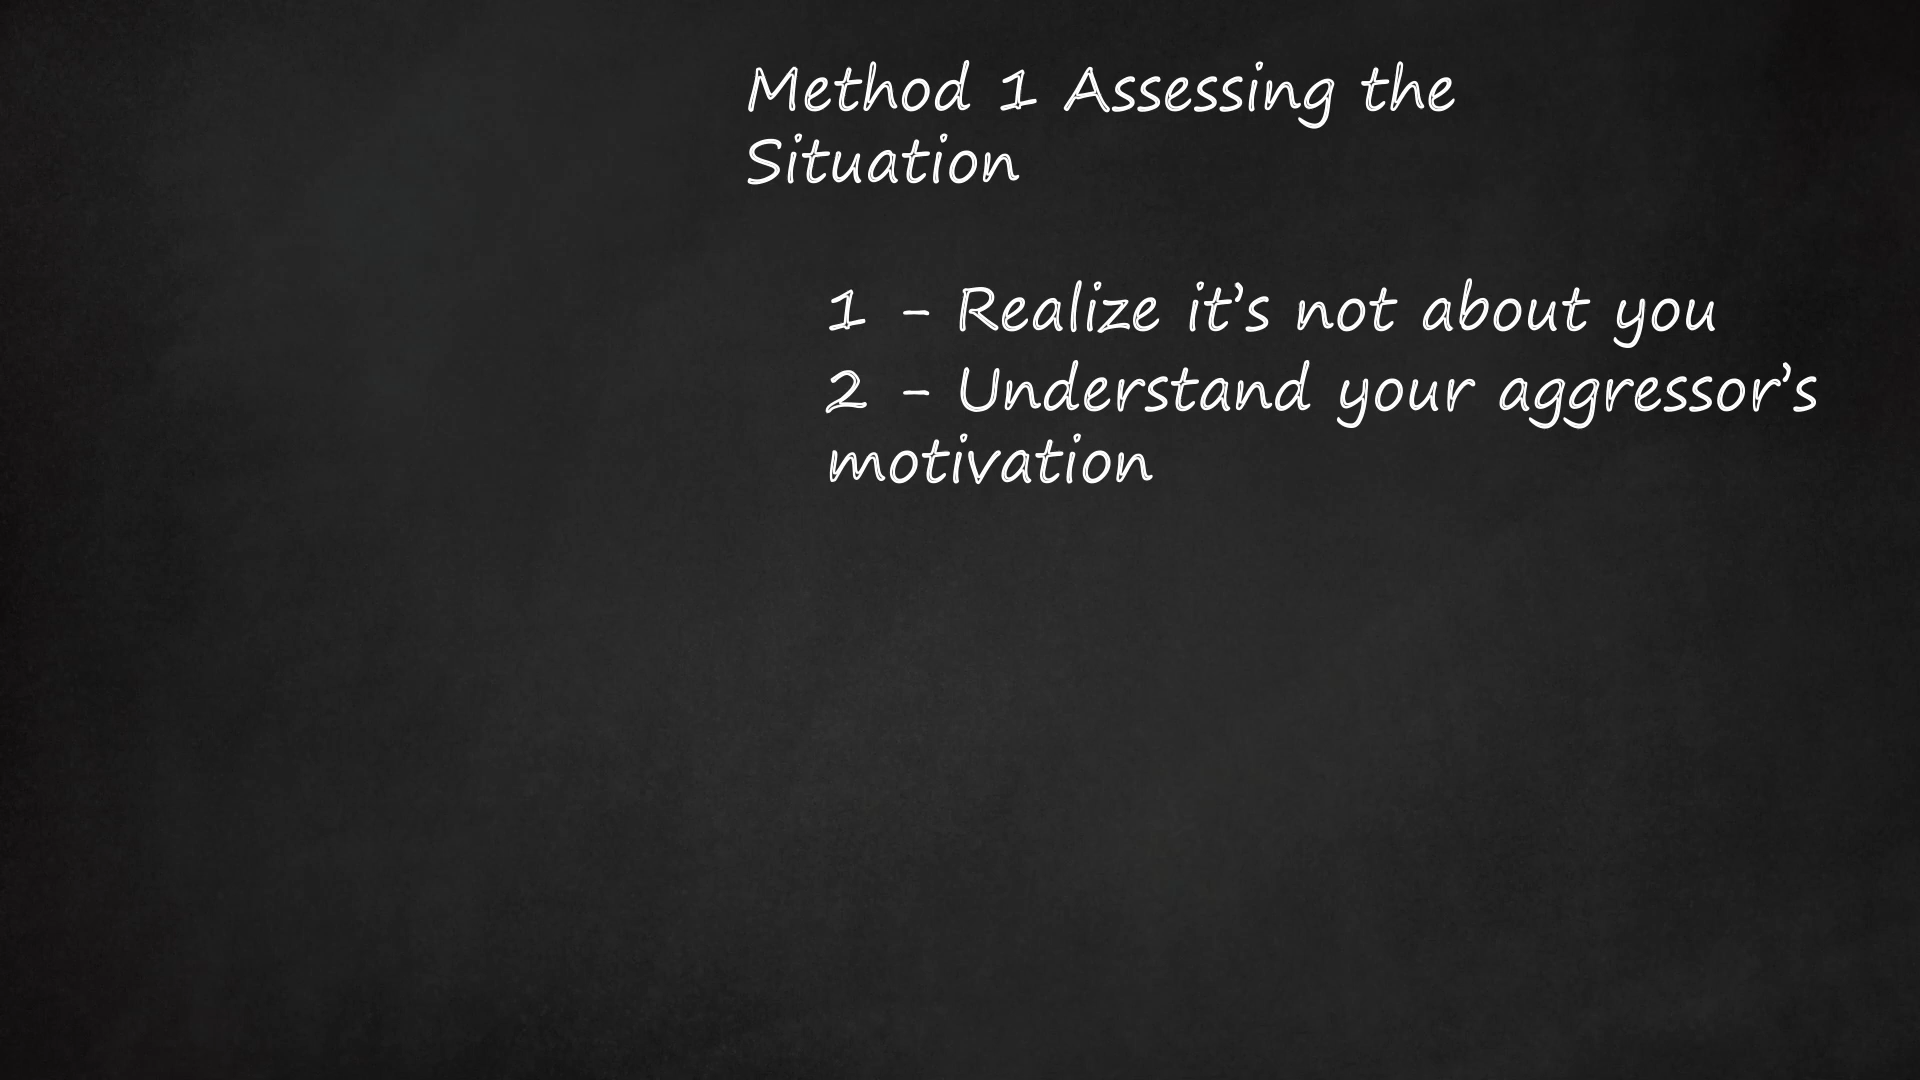 Method 1 Assessing the
Situation
1 - Realize it’s not about you
2 - Understand your aggressor’s
motivation